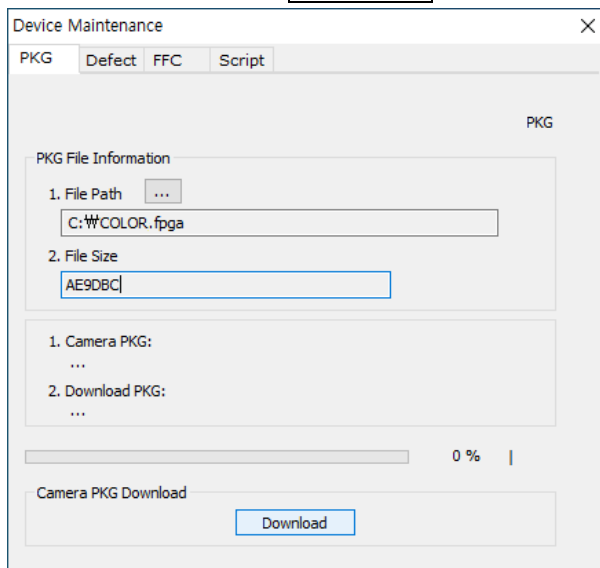 Device Maintenance
PKG Defect FFC Script
PKG
PKG File Information
1. File Path ...
C:₩COLOR.fpga
2. File Size
AE9DBC
1. Camera PKG:
...
2. Download PKG:
...
0 % |
Camera PKG Download
Download